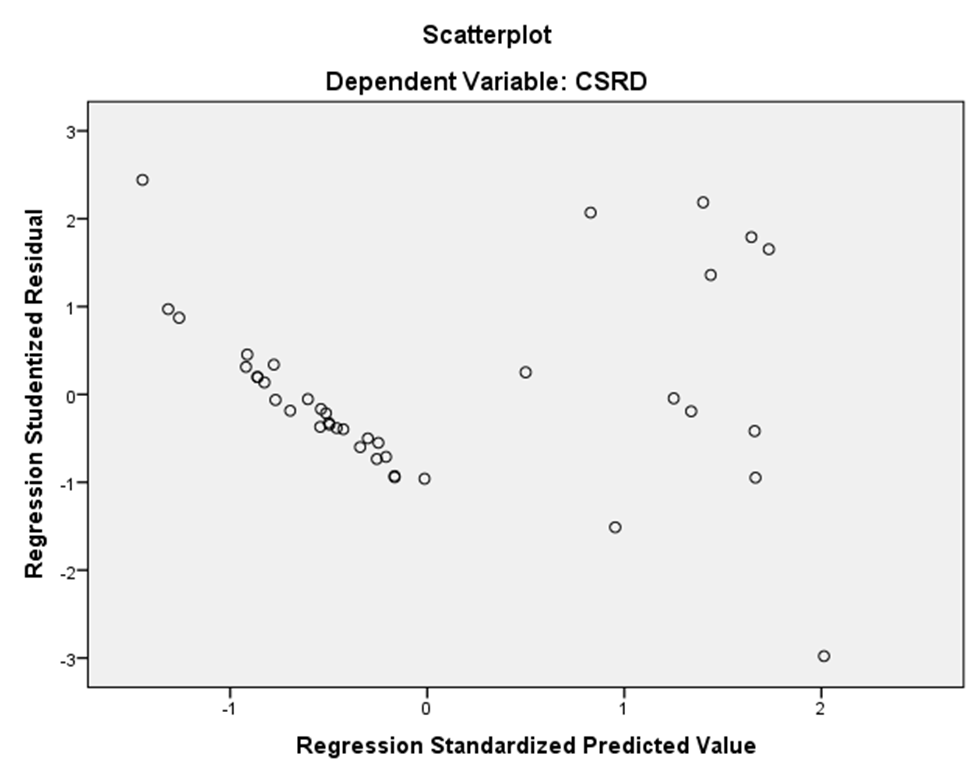 Scatterplot
Dependent Variable: CSRD
Regression Studentized Residual
3
2
1
0
-1
-2
-3
-1
0
1
2
Regression Standardized Predicted Value